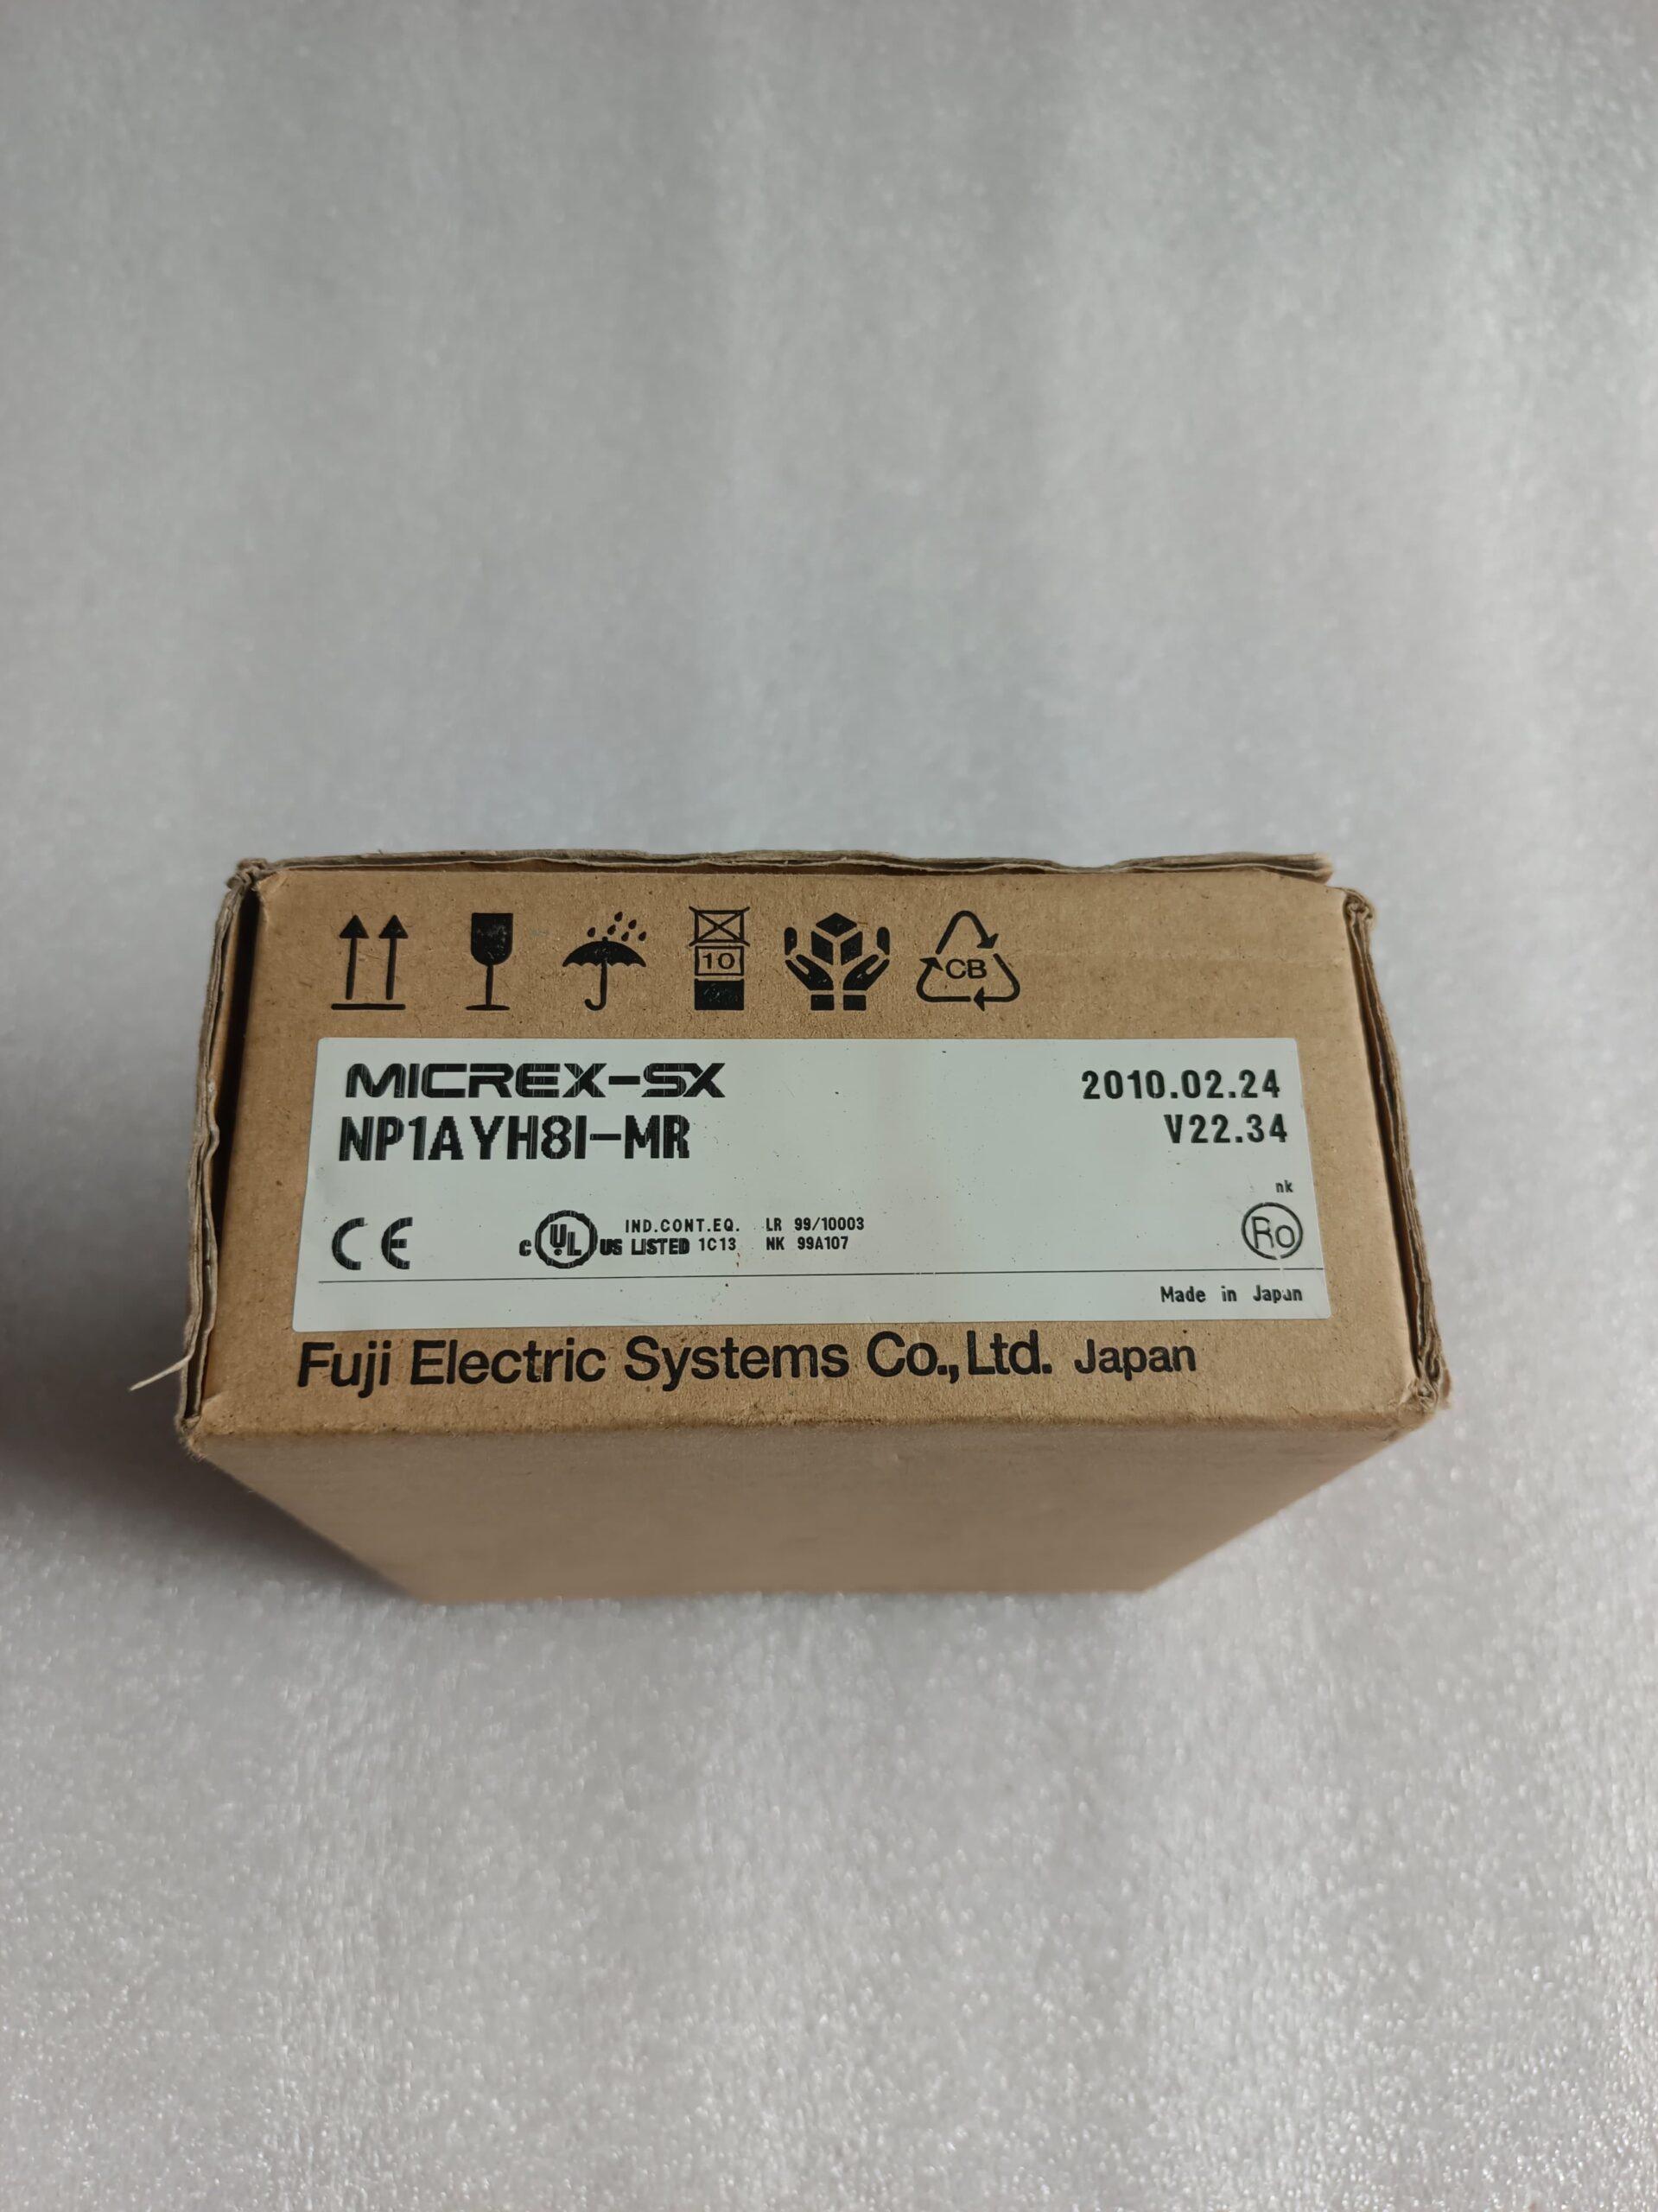 10
CB
MICREX-SX
2010.02.24
NP1AYH8I-MR
V22.34
nk
CE
c UL US
IND.CONT.EQ.
LISTED 1C13
LR 99/10003
NK 99A107
Ro
Made in Japan
Fuji Electric Systems Co.,Ltd. Japan